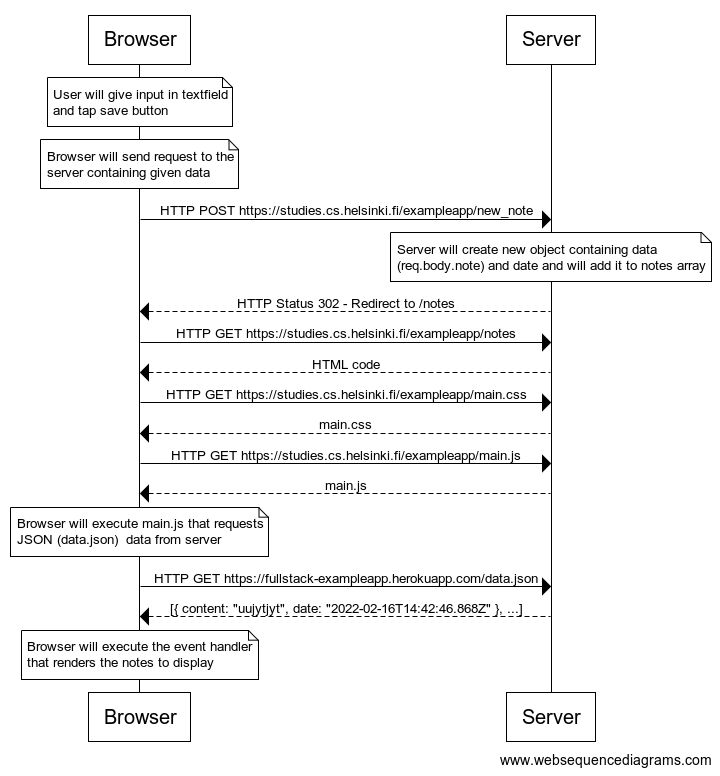 Browser
Server
User will give input in textfield
and tap save button
Browser will send request to the
server containing given data
HTTP POST https://studies.cs.helsinki.fi/exampleapp/new_note
Server will create new object containing data
(req.body.note) and date and will add it to notes array
HTTP Status 302 - Redirect to /notes
HTTP GET https://studies.cs.helsinki.fi/exampleapp/notes
HTML code
HTTP GET https://studies.cs.helsinki.fi/exampleapp/main.css
main.css
HTTP GET https://studies.cs.helsinki.fi/exampleapp/main.js
main.js
Browser will execute main.js that requests
JSON (data.json)  data from server
HTTP GET https://fullstack-exampleapp.herokuapp.com/data.json
[{ content: "uujytjyt", date: "2022-02-16T14:42:46.868Z" }, ...]
Browser will execute the event handler
that renders the notes to display
Browser
Server
www.websequencediagrams.com